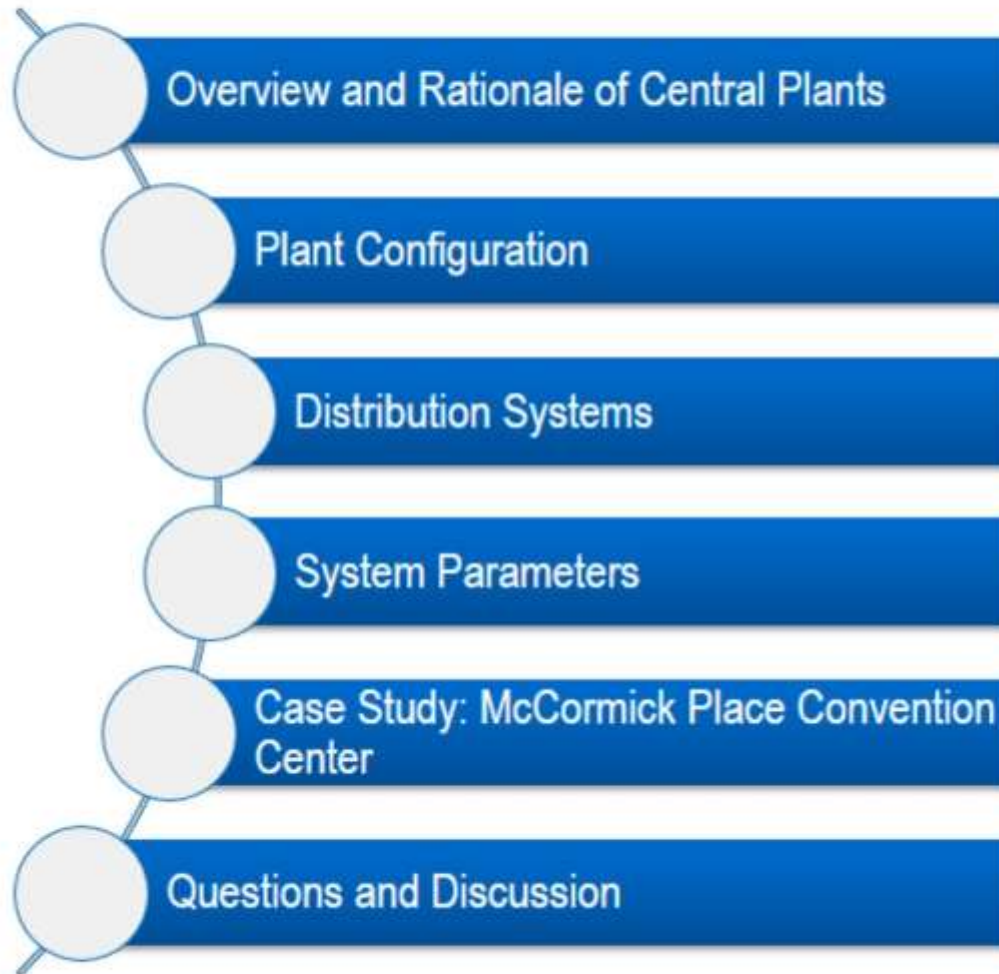 Overview and Rationale of Central Plants
Plant Configuration
Distribution Systems
System Parameters
Case Study: McCormick Place Convention
Center
Questions and Discussion